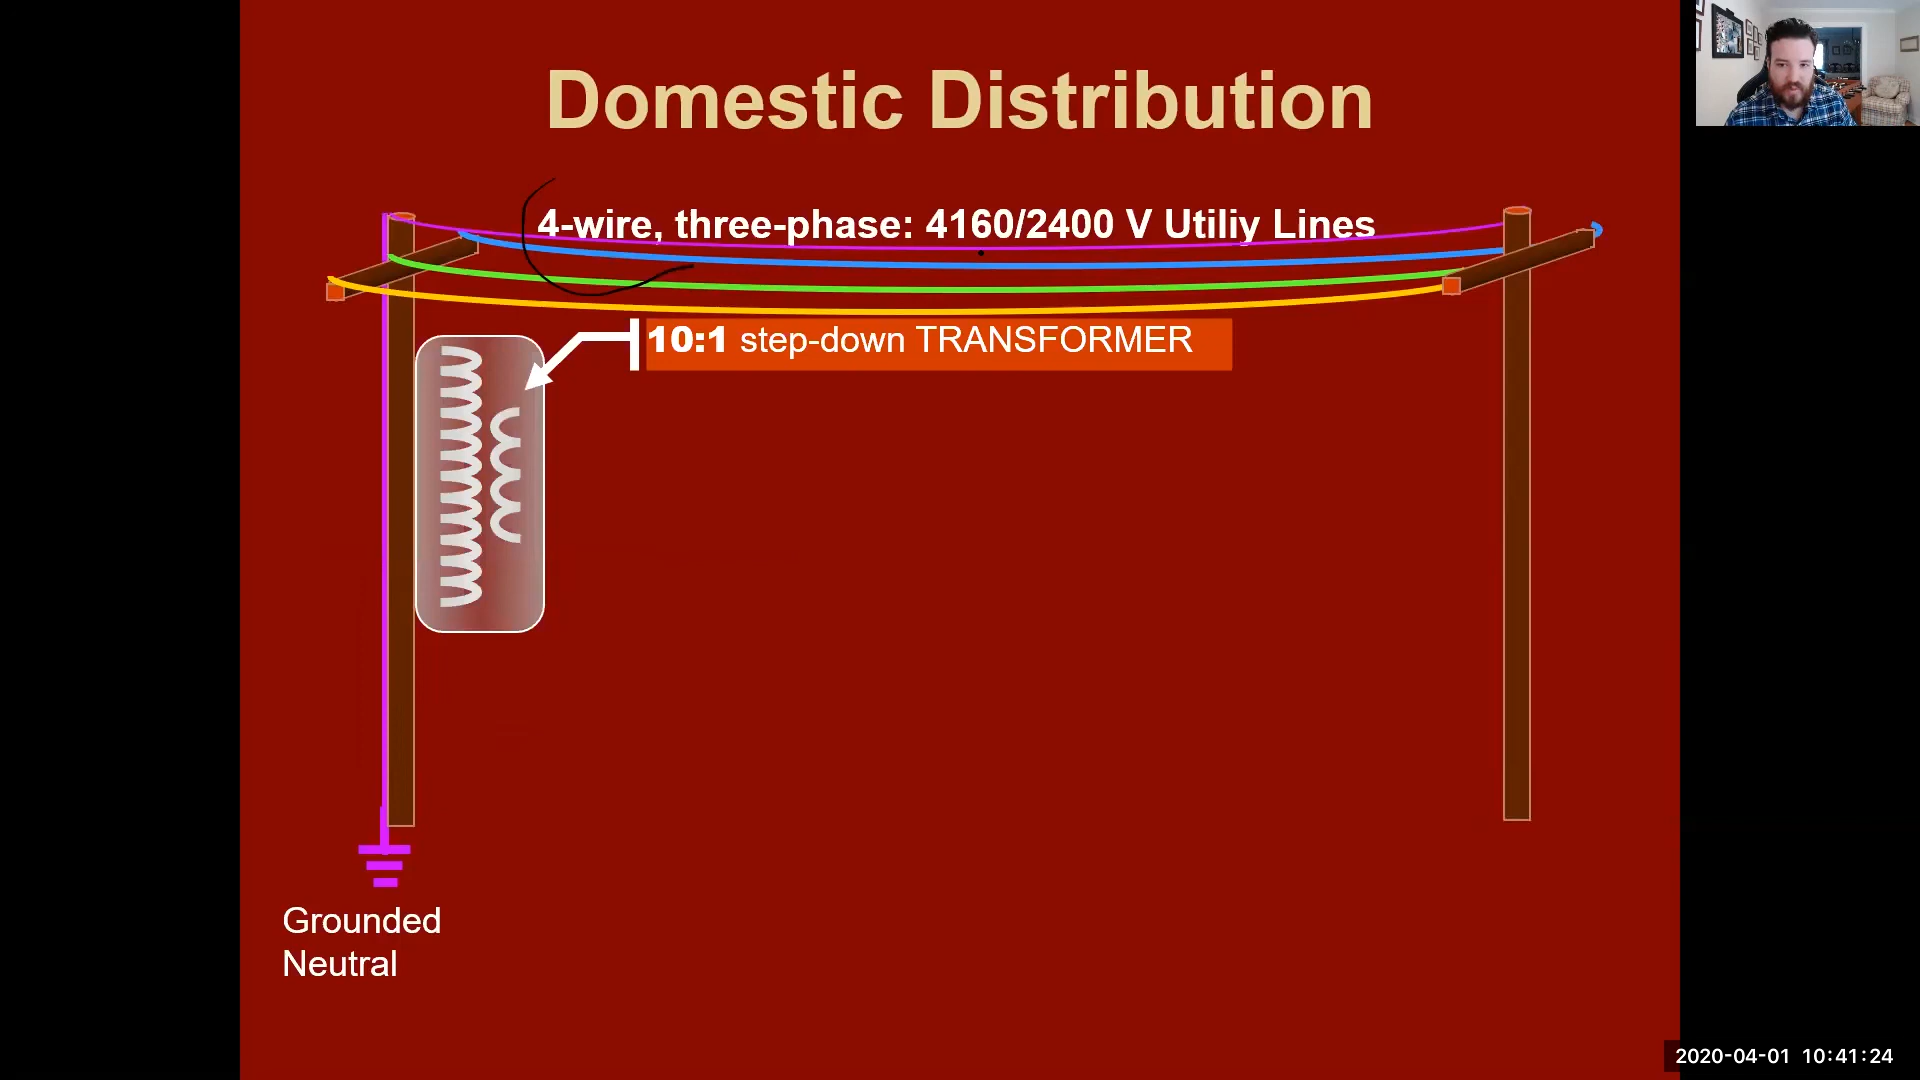 Domestic Distribution
4-wire, three-phase: 4160/2400 V Utiliy Lines
10:1 step-down TRANSFORMER
Grounded
Neutral
2020-04-01 10:41:24